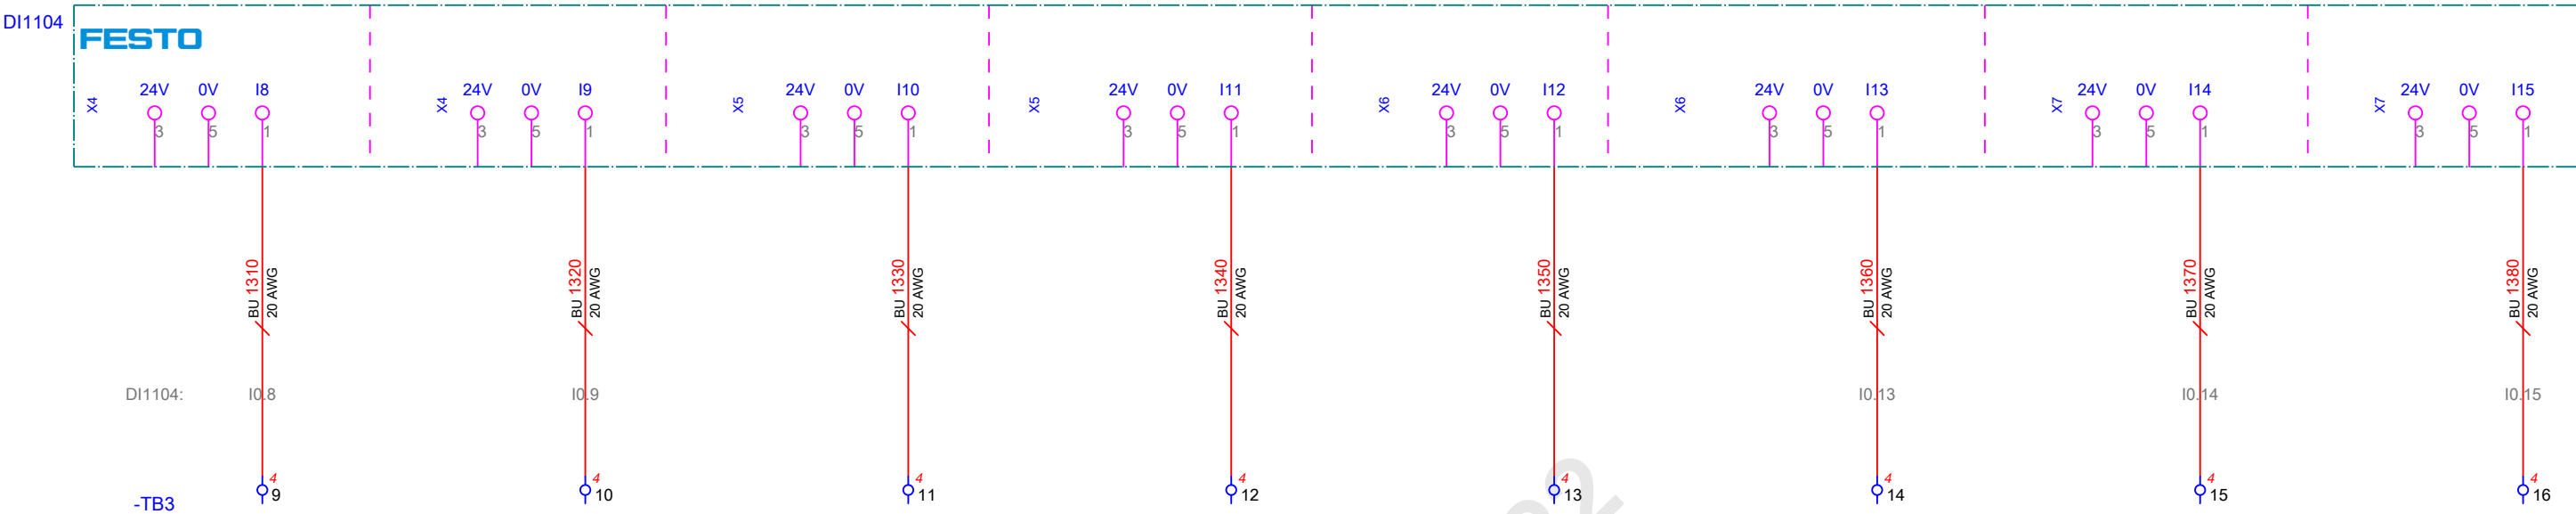 DI1104
FESTO
X4 24V 0V I8 X4 24V 0V I9 X5 24V 0V I10 X5 24V 0V I11 X6 24V 0V I12 X6 24V 0V I13 X7 24V 0V I14 X7 24V 0V I15
3 5 1 3 5 1 3 5 1 3 5 1 3 5 1 3 5 1 3 5 1 3 5 1
BU 1310
20 AWG
BU 1320
20 AWG
BU 1330
20 AWG
BU 1340
20 AWG
BU 1350
20 AWG
BU 1360
20 AWG
BU 1370
20 AWG
BU 1380
20 AWG
DI1104: I0.8 I0.9 I0.13 I0.14 I0.15
4 4 4 4 4 4 4 4
9 10 11 12 13 14 15 16
-TB3